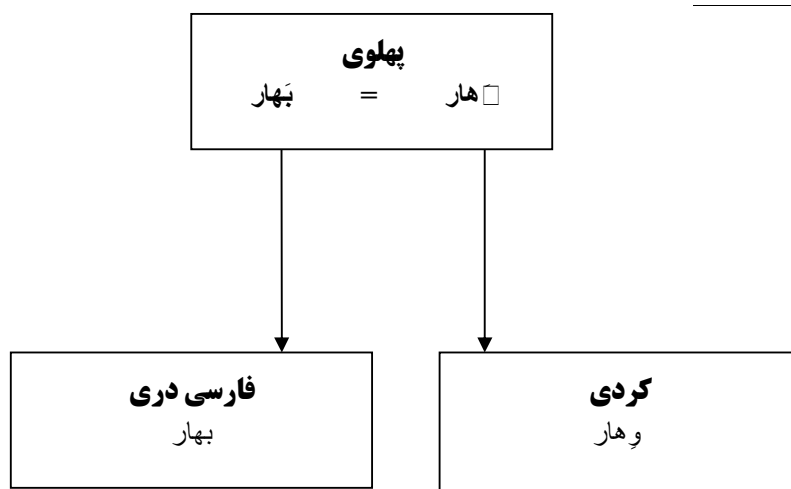 پهلوی
هار = بَهار
کردی
وِهار
فارسی دری
بهار